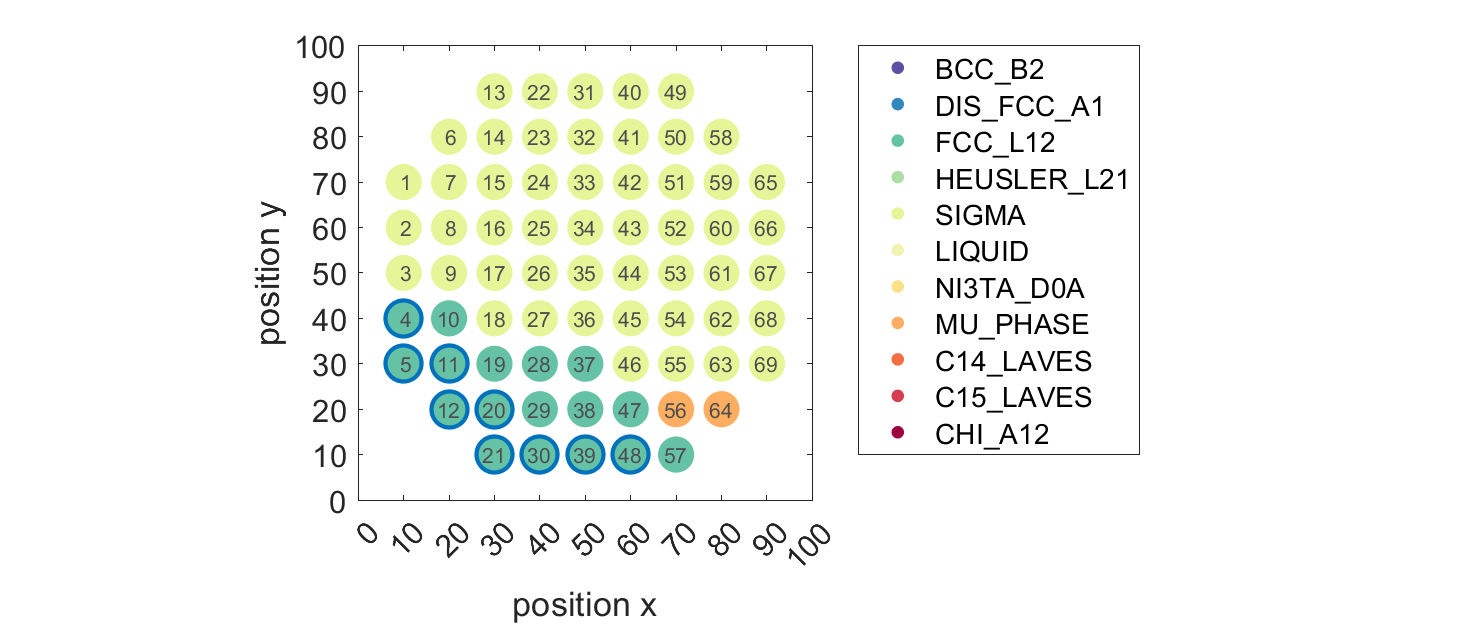 100
90 13 22 31 40 49
80 6 14 23 32 41 50 58
70 1 7 15 24 33 42 51 59 65
60 2 8 16 25 34 43 52 60 66
50 3 9 17 26 35 44 53 61 67
40 4 10 18 27 36 45 54 62 68
30 5 11 19 28 37 46 55 63 69
20 12 20 29 38 47 56 64
10 21 30 39 48 57
0
0 10 20 30 40 50 60 70 80 90 100
position x
position y
BCC_B2
DIS_FCC_A1
FCC_L12
HEUSLER_L21
SIGMA
LIQUID
NI3TA_D0A
MU_PHASE
C14_LAVES
C15_LAVES
CHI_A12